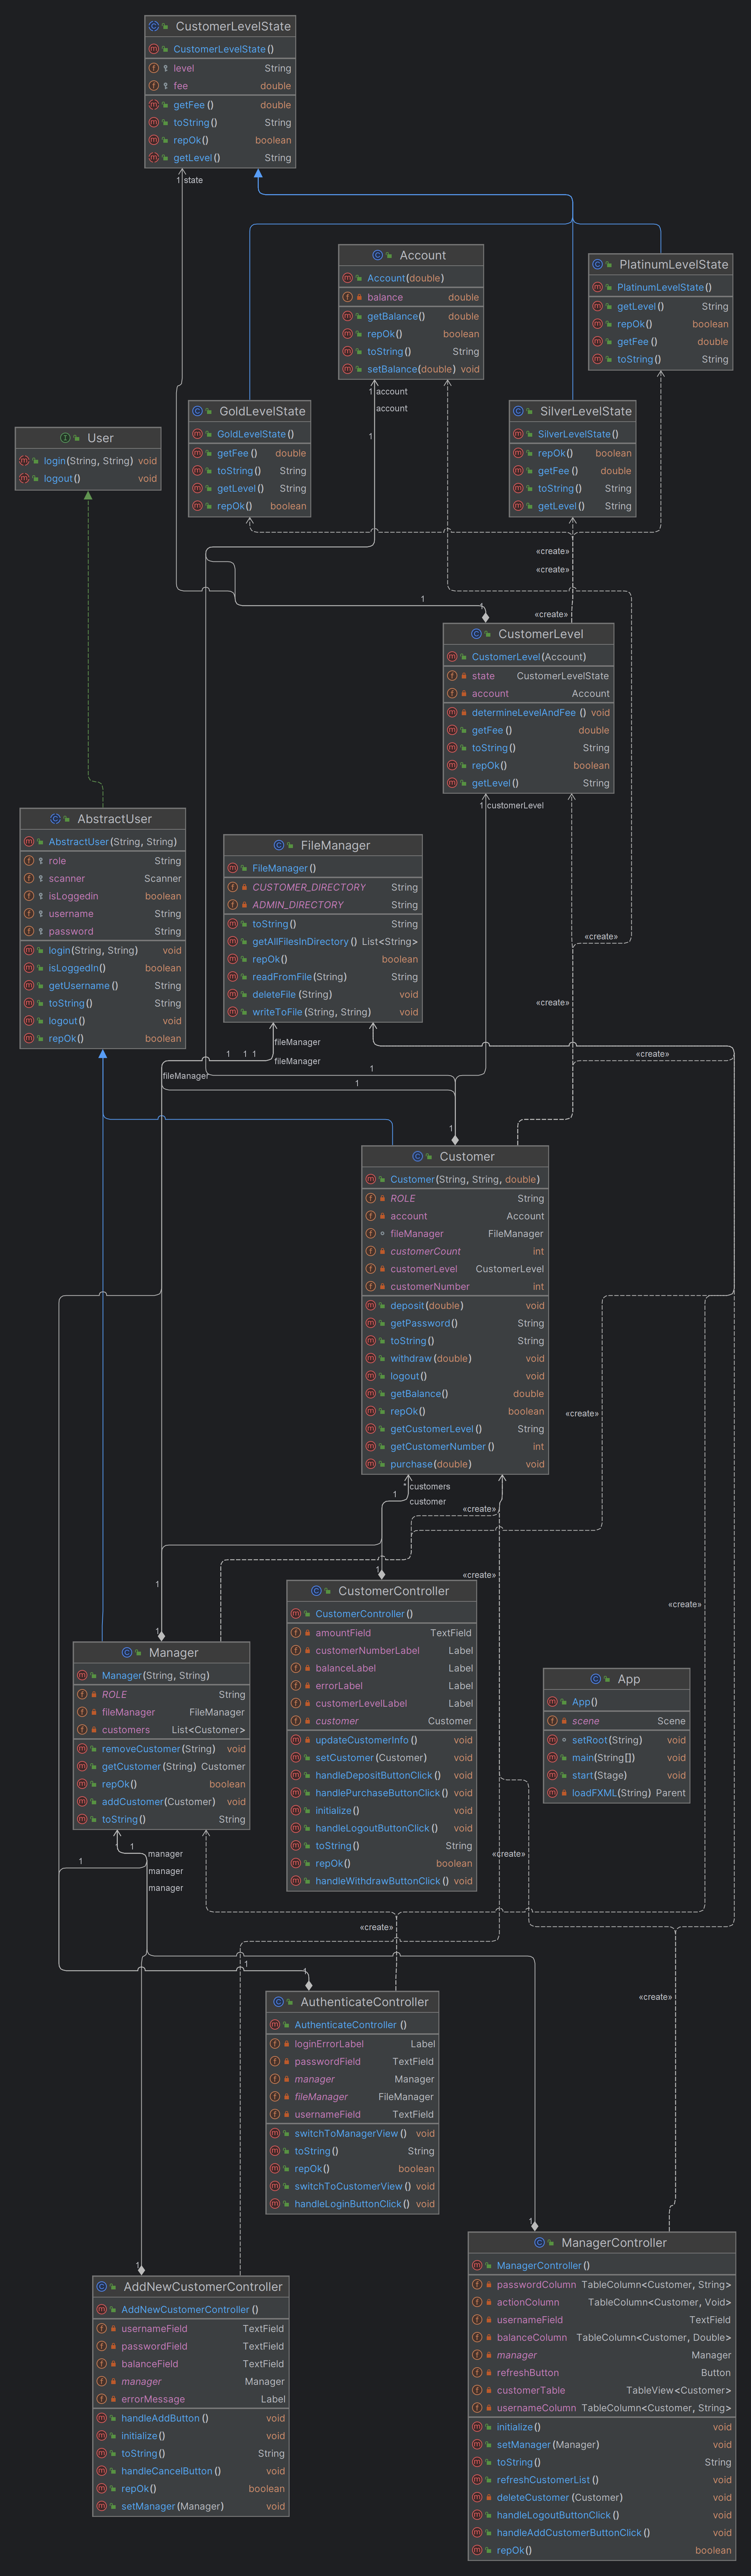 CustomerLevelState
CustomerLevelState()
level String
fee double
getFee() double
toString() String
repOk() boolean
getLevel() String
1 state
Account
Account(double)
balance double
getBalance() double
repOk() boolean
toString() String
setBalance(double) void
PlatinumLevelState
PlatinumLevelState()
getLevel() String
repOk() boolean
getFee() double
toString() String
1 account
account
1
GoldLevelState
GoldLevelState()
getFee() double
toString() String
getLevel() String
repOk() boolean
SilverLevelState
SilverLevelState()
repOk() boolean
getFee() double
toString() String
getLevel() String
User
login(String, String) void
logout() void
«create»
«create»
«create»
1
1
CustomerLevel
CustomerLevel(Account)
state CustomerLevelState
account Account
determineLevelAndFee() void
getFee() double
toString() String
repOk() boolean
getLevel() String
1 customerLevel
AbstractUser
AbstractUser(String, String)
role String
scanner Scanner
isLoggedin boolean
username String
password String
login(String, String) void
isLoggedIn() boolean
getUsername() String
toString() String
logout() void
repOk() boolean
FileManager
FileManager()
CUSTOMER_DIRECTORY String
ADMIN_DIRECTORY String
toString() String
getAllFilesInDirectory() List<String>
repOk() boolean
readFromFile(String) String
deleteFile(String) void
writeToFile(String, String) void
«create»
«create»
fileManager
1 1 1
fileManager
«create»
fileManager
1
1
1
Customer
Customer(String, String, double)
ROLE String
account Account
fileManager FileManager
customerCount int
customerLevel CustomerLevel
customerNumber int
deposit(double) void
getPassword() String
toString() String
withdraw(double) void
logout() void
getBalance() double
repOk() boolean
getCustomerLevel() String
getCustomerNumber() int
purchase(double) void
«create»
* customers
1
customer
«create»
«create»
1
1
«create»
1
CustomerController
CustomerController()
amountField TextField
customerNumberLabel Label
balanceLabel Label
errorLabel Label
customerLevelLabel Label
customer Customer
updateCustomerInfo() void
setCustomer(Customer) void
handleDepositButtonClick() void
handlePurchaseButtonClick() void
initialize() void
handleLogoutButtonClick() void
toString() String
repOk() boolean
handleWithdrawButtonClick() void
Manager
Manager(String, String)
ROLE String
fileManager FileManager
customers List<Customer>
removeCustomer(String) void
getCustomer(String) Customer
repOk() boolean
addCustomer(Customer) void
toString() String
App
App()
scene Scene
setRoot(String) void
main(String[]) void
start(Stage) void
loadFXML(String) Parent
1 1
manager
1
manager
manager
«create»
«create»
1
1
«create»
AuthenticateController
AuthenticateController()
loginErrorLabel Label
passwordField TextField
manager Manager
fileManager FileManager
usernameField TextField
switchToManagerView() void
toString() String
repOk() boolean
switchToCustomerView() void
handleLoginButtonClick() void
1
1
AddNewCustomerController
AddNewCustomerController()
usernameField TextField
passwordField TextField
balanceField TextField
manager Manager
errorMessage Label
handleAddButton() void
initialize() void
toString() String
handleCancelButton() void
repOk() boolean
setManager(Manager) void
ManagerController
ManagerController()
passwordColumn TableColumn<Customer, String>
actionColumn TableColumn<Customer, Void>
usernameField TextField
balanceColumn TableColumn<Customer, Double>
manager Manager
refreshButton Button
customerTable TableView<Customer>
usernameColumn TableColumn<Customer, String>
initialize() void
setManager(Manager) void
toString() String
refreshCustomerList() void
deleteCustomer(Customer) void
handleLogoutButtonClick() void
handleAddCustomerButtonClick() void
repOk() boolean